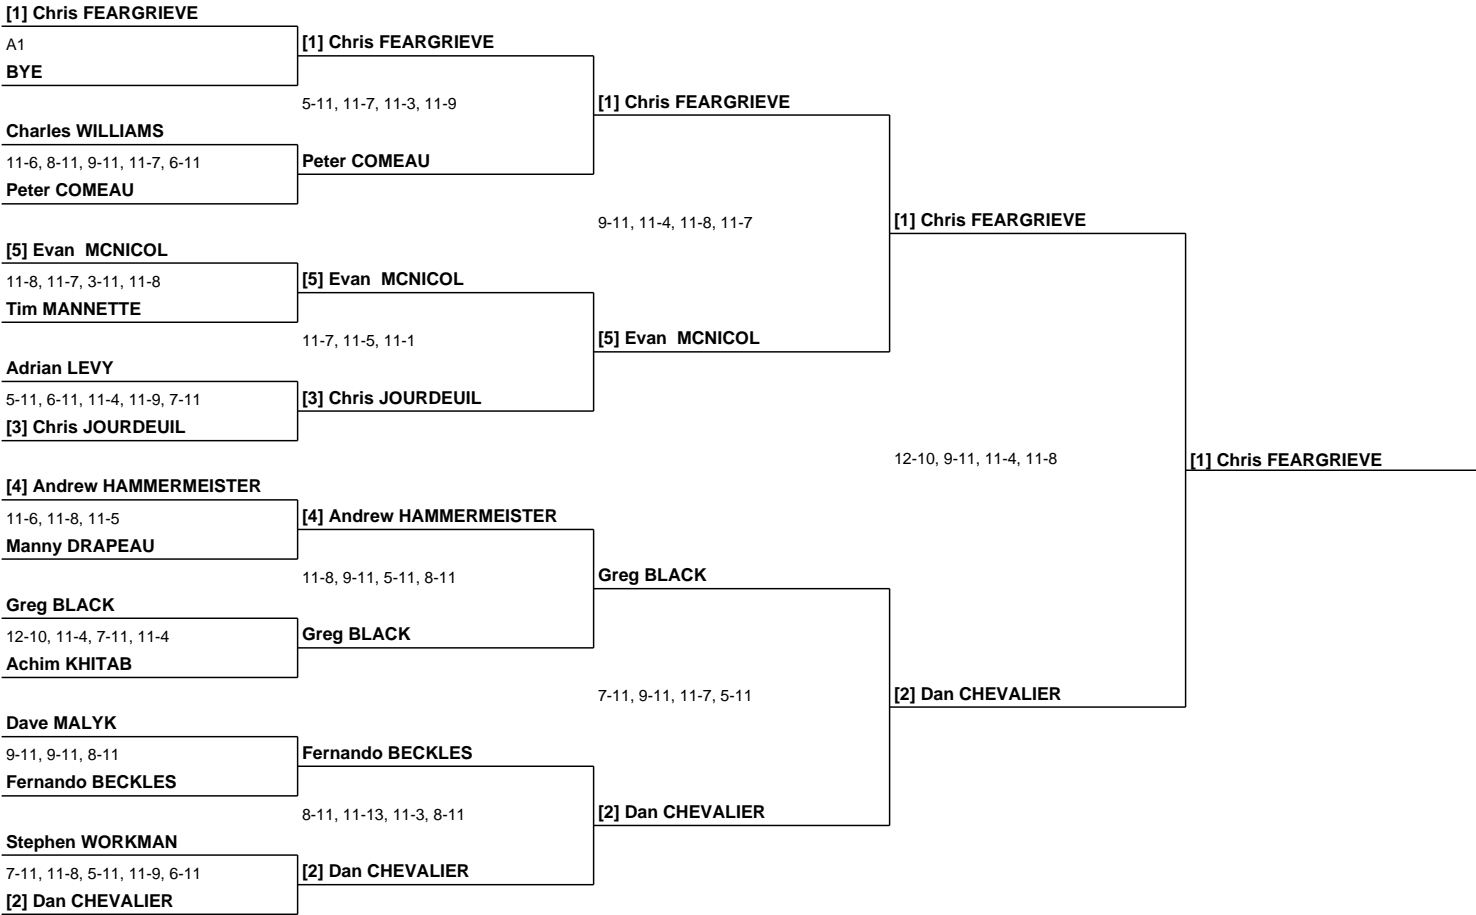 [1] Chris FEARGRIEVE
A1
BYE
Charles WILLIAMS
11-6, 8-11, 9-11, 11-7, 6-11
Peter COMEAU
[5] Evan  MCNICOL
11-8, 11-7, 3-11, 11-8
Tim MANNETTE
Adrian LEVY
5-11, 6-11, 11-4, 11-9, 7-11
[3] Chris JOURDEUIL
[4] Andrew HAMMERMEISTER
11-6, 11-8, 11-5
Manny DRAPEAU
Greg BLACK
12-10, 11-4, 7-11, 11-4
Achim KHITAB
Dave MALYK
9-11, 9-11, 8-11
Fernando BECKLES
Stephen WORKMAN
7-11, 11-8, 5-11, 11-9, 6-11
[2] Dan CHEVALIER
[1] Chris FEARGRIEVE
5-11, 11-7, 11-3, 11-9
Peter COMEAU
[5] Evan  MCNICOL
11-7, 11-5, 11-1
[3] Chris JOURDEUIL
[4] Andrew HAMMERMEISTER
11-8, 9-11, 5-11, 8-11
Greg BLACK
Fernando BECKLES
8-11, 11-13, 11-3, 8-11
[2] Dan CHEVALIER
[1] Chris FEARGRIEVE
9-11, 11-4, 11-8, 11-7
[5] Evan  MCNICOL
Greg BLACK
7-11, 9-11, 11-7, 5-11
[2] Dan CHEVALIER
[1] Chris FEARGRIEVE
12-10, 9-11, 11-4, 11-8
[2] Dan CHEVALIER
[1] Chris FEARGRIEVE